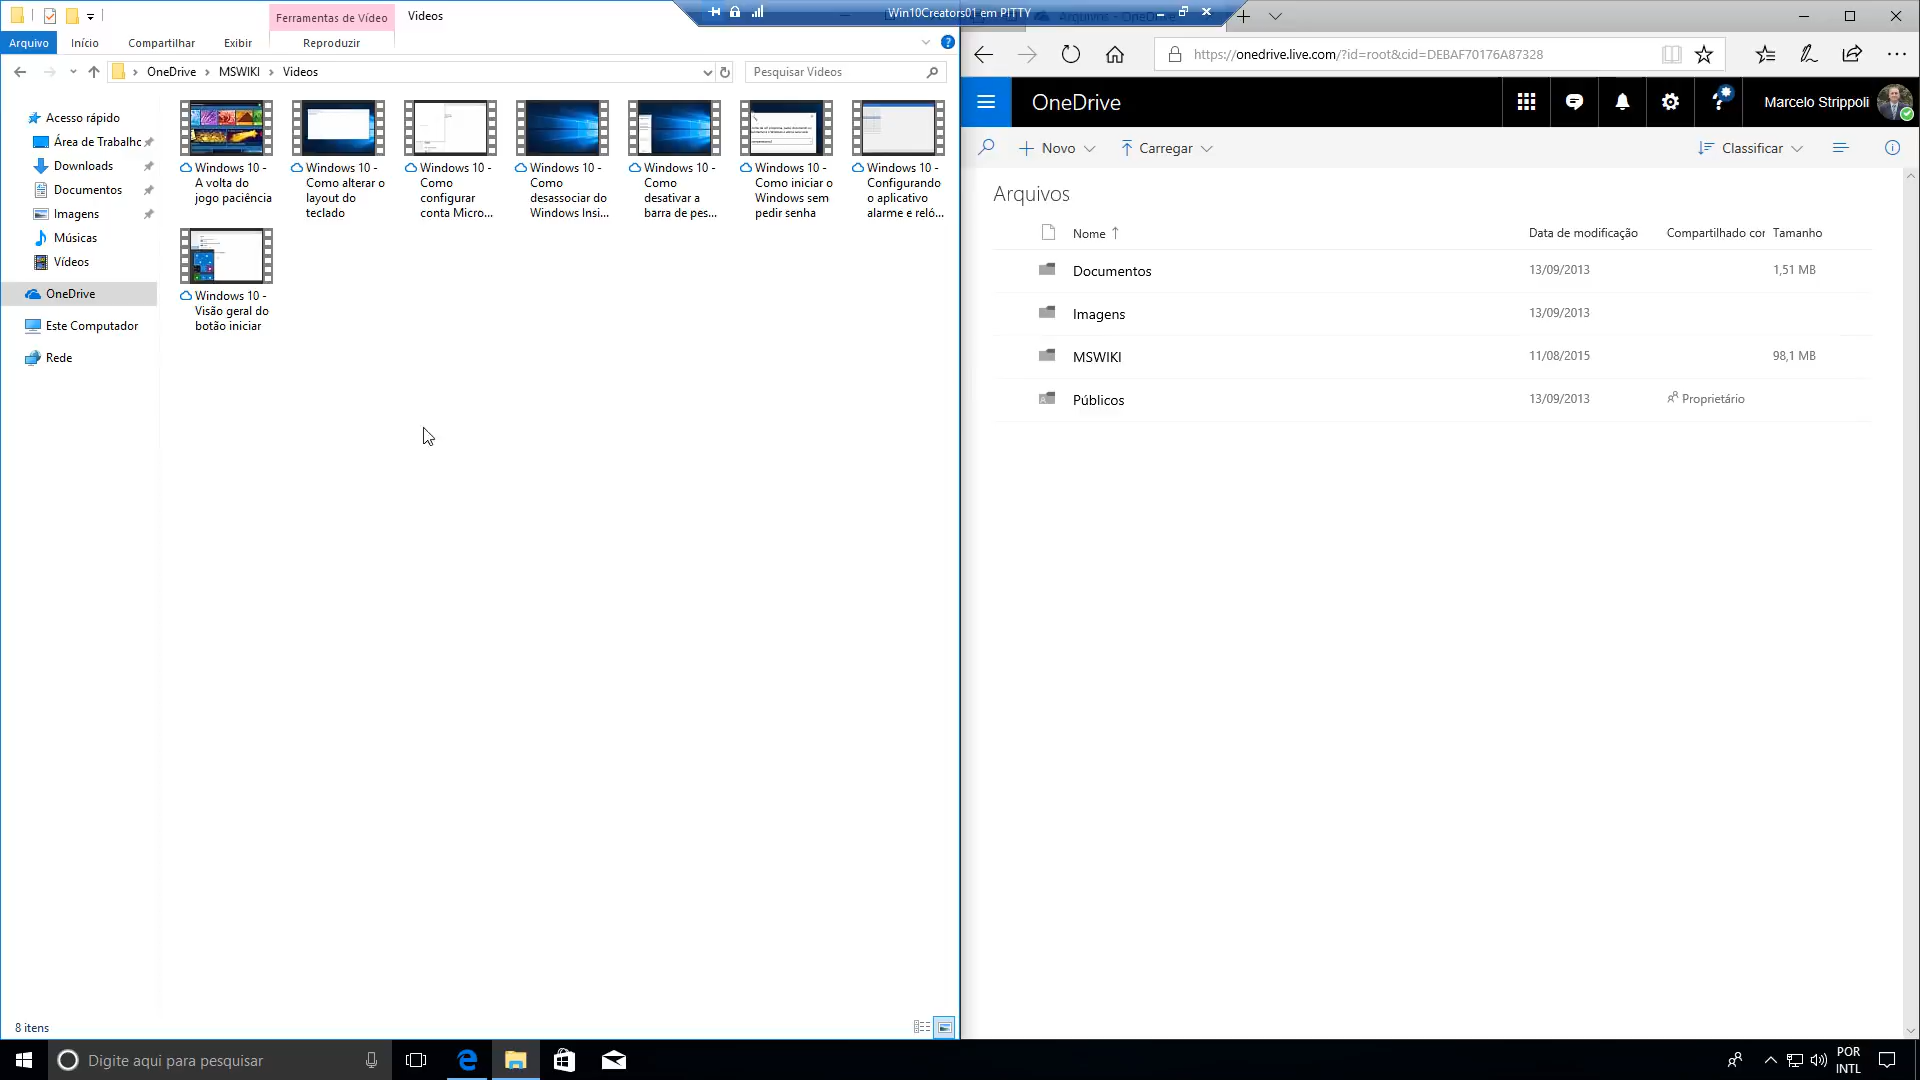 Ferramentas de Vídeo
Videos
Win10Creators01 em PITTY
Arquivo
Início
Compartilhar
Exibir
Reproduzir
OneDrive
MSWIKI
Videos
Pesquisar Videos
https://onedrive.live.com/?id=root&cid=DEBAF70176A87328
Acesso rápido
Área de Trabalho
Downloads
Documentos
Imagens
Músicas
Vídeos
OneDrive
Este Computador
Rede
Windows 10 -
A volta do
jogo paciência
Windows 10 -
Como alterar o
layout do
teclado
Windows 10 -
Como
configurar
conta Micro...
Windows 10 -
Como
desassociar do
Windows Insi...
Windows 10 -
Como
desativar a
barra de pes...
Windows 10 -
Como iniciar o
Windows sem
pedir senha
Windows 10 -
Configurando
o aplicativo
alarme e reló...
Windows 10 -
Visão geral do
botão iniciar
8 itens
OneDrive
Marcelo Strippoli
Novo
Carregar
Classificar
Arquivos
Nome
Data de modificação
Compartilhado cor
Tamanho
Documentos
13/09/2013
1,51 MB
Imagens
13/09/2013
MSWIKI
11/08/2015
98,1 MB
Públicos
13/09/2013
Proprietário
Digite aqui para pesquisar
POR
INTL